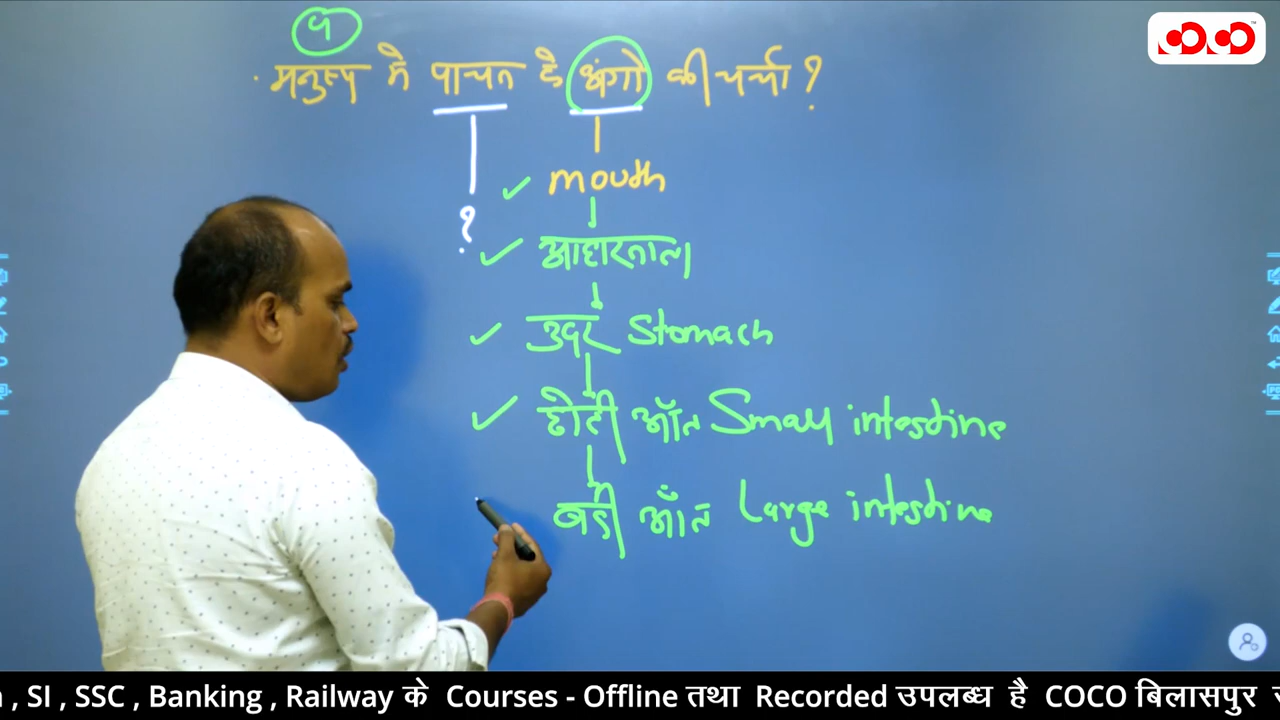 ५
मनुष्य में पाचन के अंगो की चर्चा ?
?
mouth
आहारनाल
उदर Stomach
छोटी आँत Small intestine
बडी आँत Large intestine
coco
, SI , SSC , Banking , Railway के Courses - Offline तथा Recorded उपलब्ध है COCO बिलासपुर